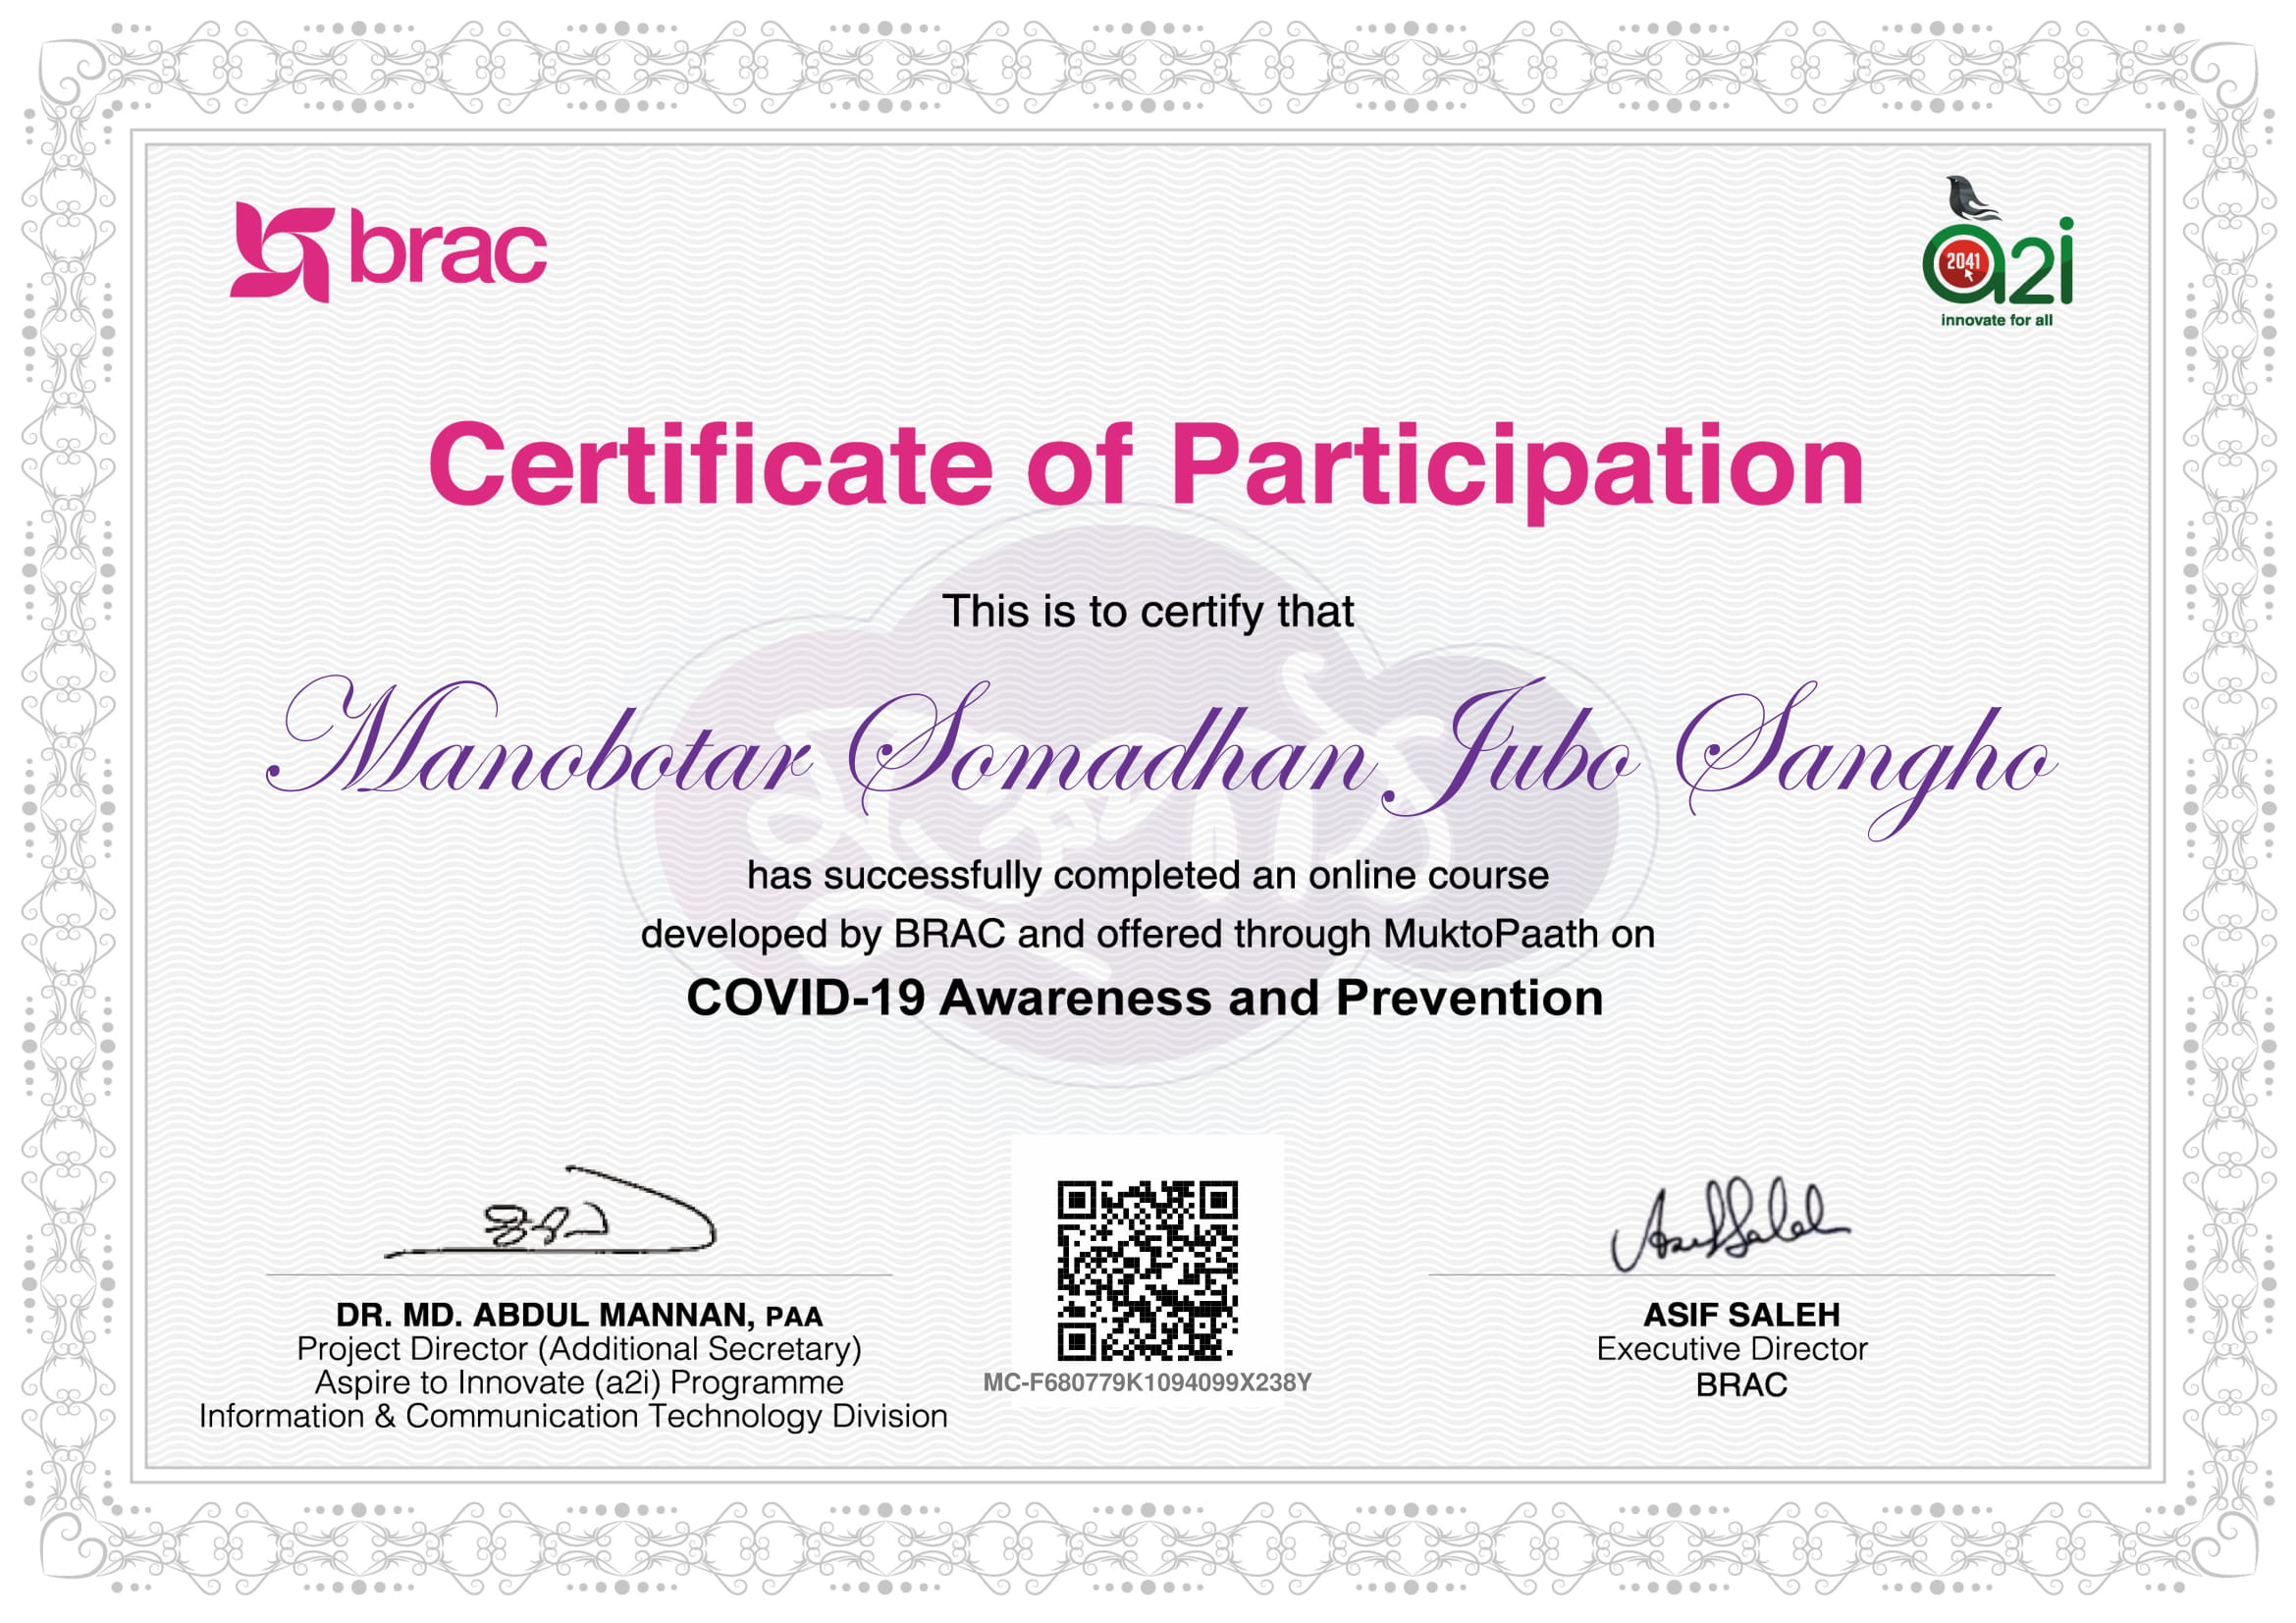 brac
2041
a2i
innovate for all
Certificate of Participation
This is to certify that
Manobotar Somadhan Jubo Sangho
has successfully completed an online course
developed by BRAC and offered through MuktoPaath on
COVID-19 Awareness and Prevention
Asif Saleh
DR. MD. ABDUL MANNAN, PAA
Project Director (Additional Secretary)
Aspire to Innovate (a2i) Programme
Information & Communication Technology Division
MC-F680779K1094099X238Y
ASIF SALEH
Executive Director
BRAC